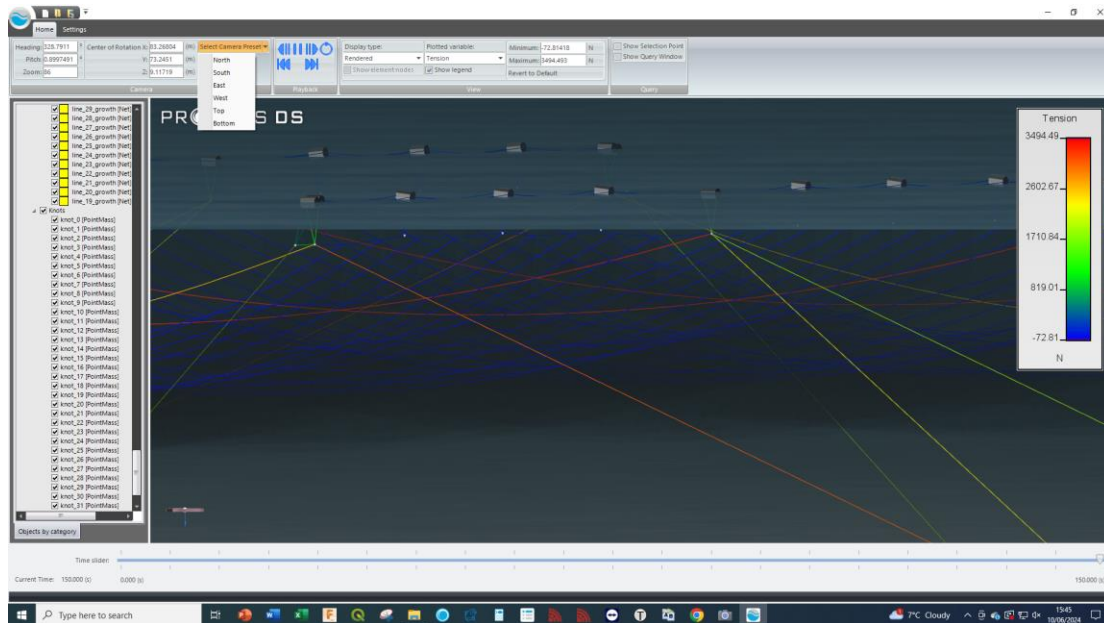 Home Settings
Heading: 328.7911 ° Center of Rotation X: 83.26804 (m) Select Camera Preset
Pitch: 0.8997491 ° Y: 73.2451 (m)
Zoom: 86 Z: 9.11719 (m)
Camera
North
South
East
West
Top
Bottom
Playback
Display type: Plotted variable: Minimum: -72.81418 N
Rendered Tension Maximum: 3494.493 N
Show element nodes Show legend Revert to Default
View
Show Selection Point
Show Query Window
Query
line_29_growth [Net]
line_28_growth [Net]
line_27_growth [Net]
line_26_growth [Net]
line_25_growth [Net]
line_24_growth [Net]
line_23_growth [Net]
line_22_growth [Net]
line_21_growth [Net]
line_20_growth [Net]
line_19_growth [Net]
Knots
knot_0 [PointMass]
knot_1 [PointMass]
knot_2 [PointMass]
knot_3 [PointMass]
knot_4 [PointMass]
knot_5 [PointMass]
knot_6 [PointMass]
knot_7 [PointMass]
knot_8 [PointMass]
knot_9 [PointMass]
knot_10 [PointMass]
knot_11 [PointMass]
knot_12 [PointMass]
knot_13 [PointMass]
knot_14 [PointMass]
knot_15 [PointMass]
knot_16 [PointMass]
knot_17 [PointMass]
knot_18 [PointMass]
knot_19 [PointMass]
knot_20 [PointMass]
knot_21 [PointMass]
knot_22 [PointMass]
knot_23 [PointMass]
knot_24 [PointMass]
knot_25 [PointMass]
knot_26 [PointMass]
knot_27 [PointMass]
knot_28 [PointMass]
knot_29 [PointMass]
knot_30 [PointMass]
knot_31 [PointMass]
Objects by category
PR S DS
Tension
3494.49
2602.67
1710.84
819.01
-72.81
N
Time slider:
Current Time: 150.000 (s) 0.000 (s) 150.000 (s)
Type here to search
7°C Cloudy
15:45
10/06/2024